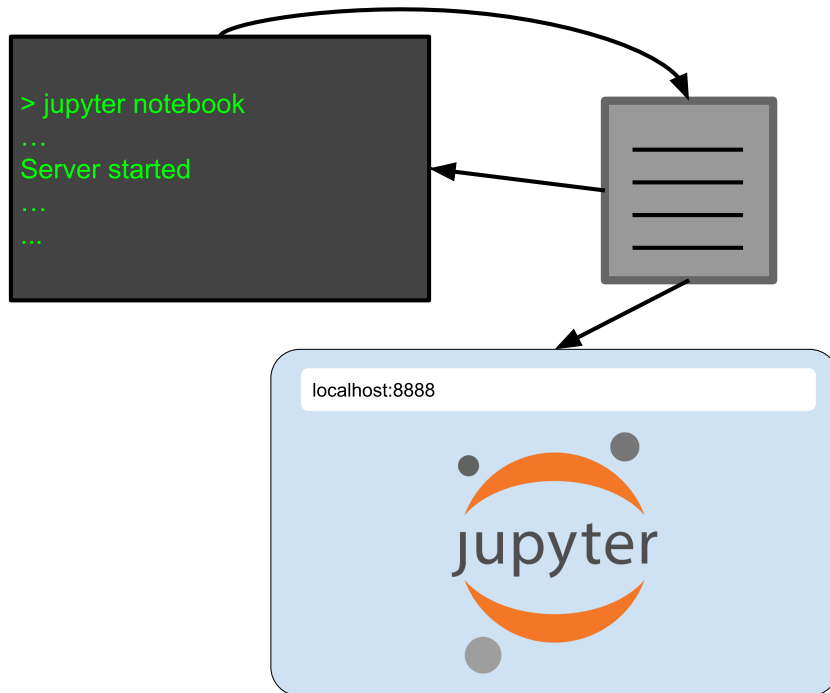 > jupyter notebook
…
Server started
…
...
localhost:8888
jupyter